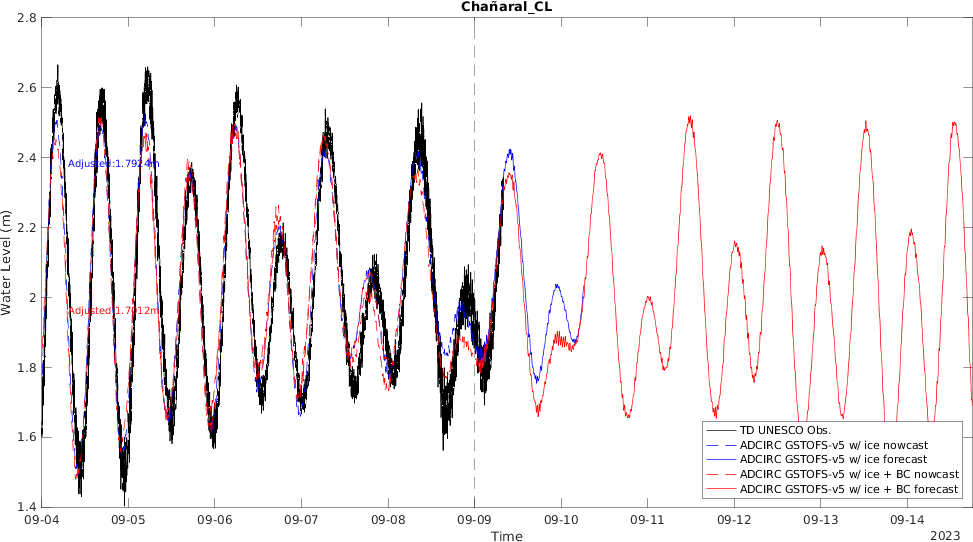 Chañaral_CL
2.8
2.6
2.4
2.2
2
1.8
1.6
1.4
Water Level (m)
Adjusted:1.7924m
Adjusted:1.7012m
TD UNESCO Obs.
ADCIRC GSTOFS-v5 w/ ice nowcast
ADCIRC GSTOFS-v5 w/ ice forecast
ADCIRC GSTOFS-v5 w/ ice + BC nowcast
ADCIRC GSTOFS-v5 w/ ice + BC forecast
09-04 09-05 09-06 09-07 09-08 09-09 09-10 09-11 09-12 09-13 09-14
Time
2023